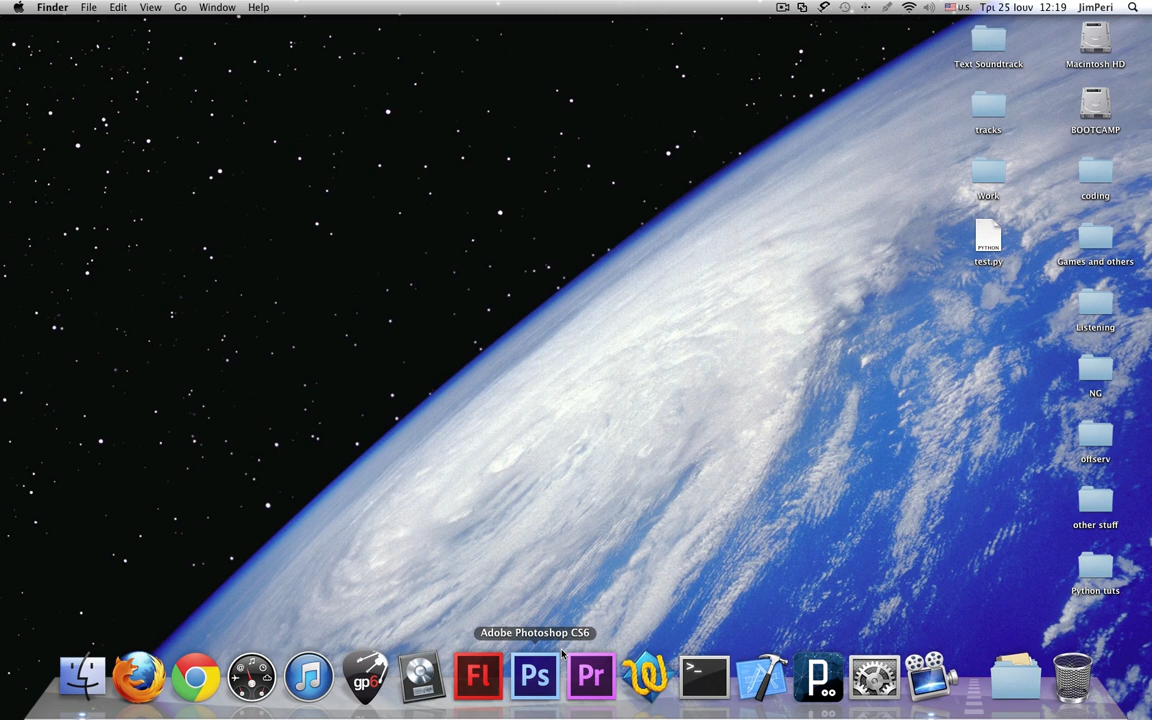 Finder File Edit View Go Window Help U.S. Τρι 25 Ιουν 12:19 JimPeri
Text Soundtrack
Macintosh HD
tracks
BOOTCAMP
Work
coding
PYTHON
test.py
Games and others
Listening
NG
offserv
other stuff
Python tuts
Adobe Photoshop CS6
gp6
Fl
Ps
Pr
>_
P